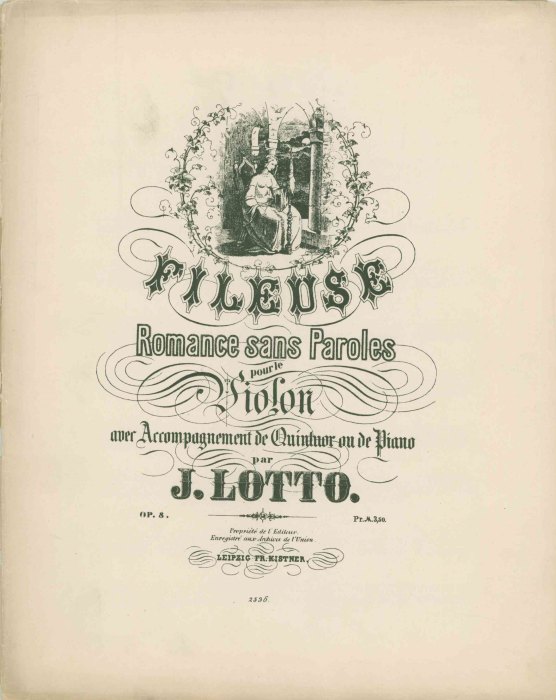 FILEUSE
Romance sans Paroles
pour le
Violon
avec Accompagnement de Quintuor ou de Piano
par
J. LOTTO.
OP. 8.
Pr. M. 3,50.
Propriété de l'Editeur.
Enregistré aux Archives de l'Union
LEIPZIG FR. KISTNER.
2596